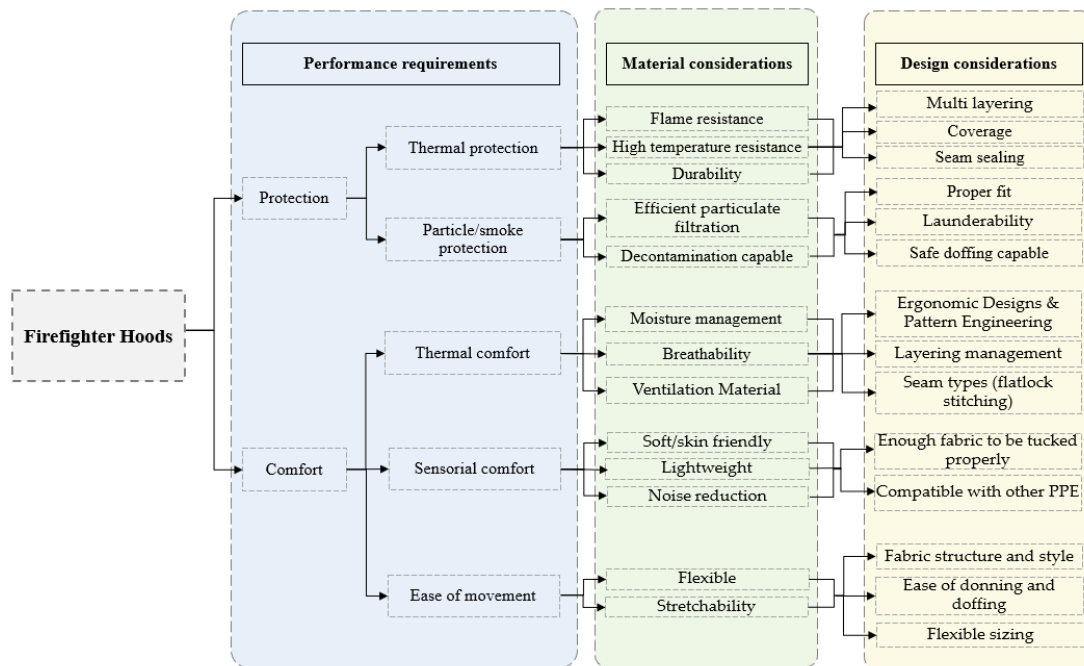 Performance requirements
Material considerations
Design considerations
Firefighter Hoods
Protection
Thermal protection
Flame resistance
High temperature resistance
Durability
Multi layering
Coverage
Seam sealing
Particle/smoke
protection
Efficient particulate
filtration
Decontamination capable
Proper fit
Launderability
Safe doffing capable
Comfort
Thermal comfort
Moisture management
Breathability
Ventilation Material
Ergonomic Designs &
Pattern Engineering
Layering management
Seam types (flatlock
stitching)
Sensorial comfort
Soft/skin friendly
Lightweight
Noise reduction
Enough fabric to be tucked
properly
Compatible with other PPE
Ease of movement
Flexible
Stretchability
Fabric structure and style
Ease of donning and
doffing
Flexible sizing